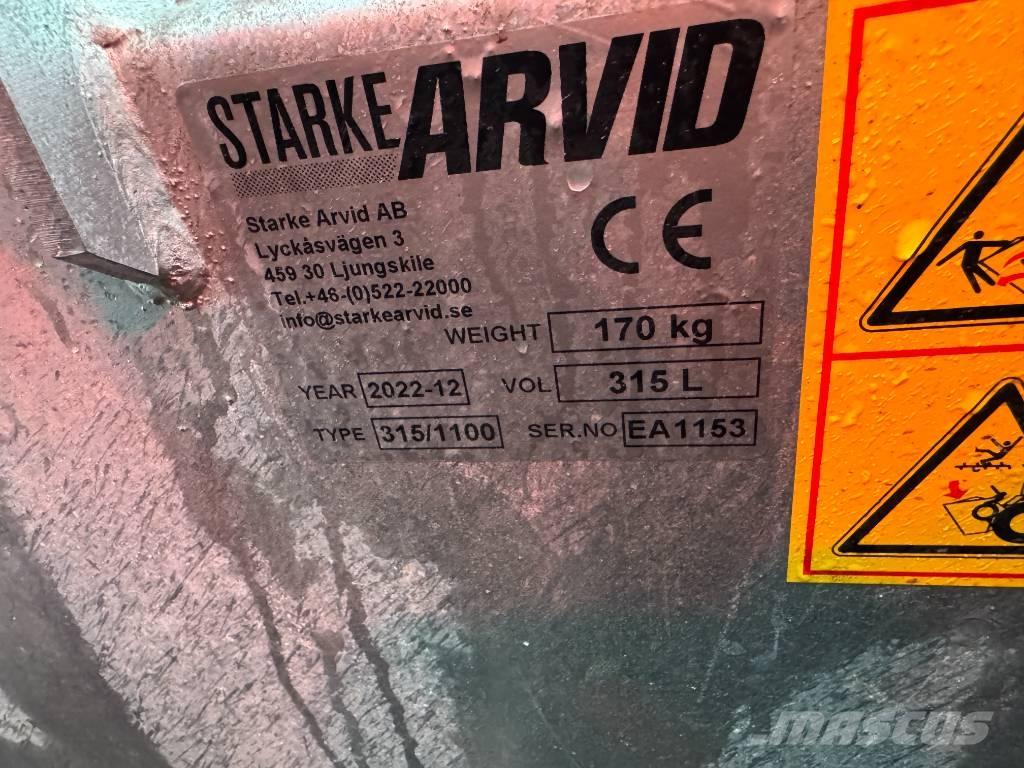 STARKE ARVID
Starke Arvid AB
Lyckåsvägen 3
459 30 Ljungskile
Tel.+46-(0)522-22000
info@starkearvid.se
CE
WEIGHT 170 kg
YEAR 2022-12 VOL 315 L
TYPE 315/1100 SER.NO EA1153
MASCUS